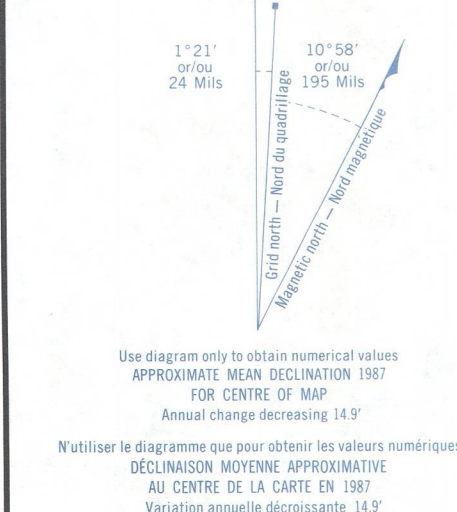 1°21′
or/ou
24 Mils
10°58′
or/ou
195 Mils
Grid north — Nord du quadrillage
Magnetic north — Nord magnétique
Use diagram only to obtain numerical values
APPROXIMATE MEAN DECLINATION 1987
FOR CENTRE OF MAP
Annual change decreasing 14.9′
N'utiliser le diagramme que pour obtenir les valeurs numériques
DÉCLINAISON MOYENNE APPROXIMATIVE
AU CENTRE DE LA CARTE EN 1987
Variation annuelle décroissante 14.9′